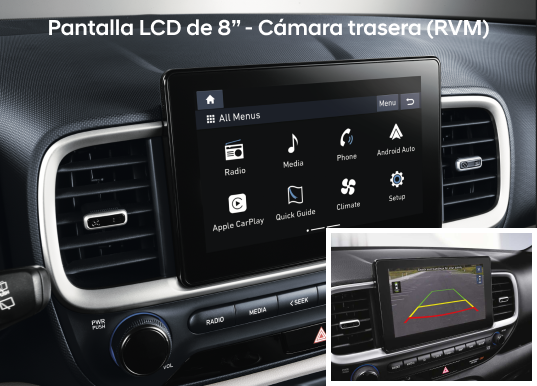 Pantalla LCD de 8” - Cámara trasera (RVM)
Menu
All Menus
Radio
Media
Phone
Android Auto
Apple CarPlay
Quick Guide
Climate
Setup
PWR
PUSH
RADIO
MEDIA
< SEEK
VOL